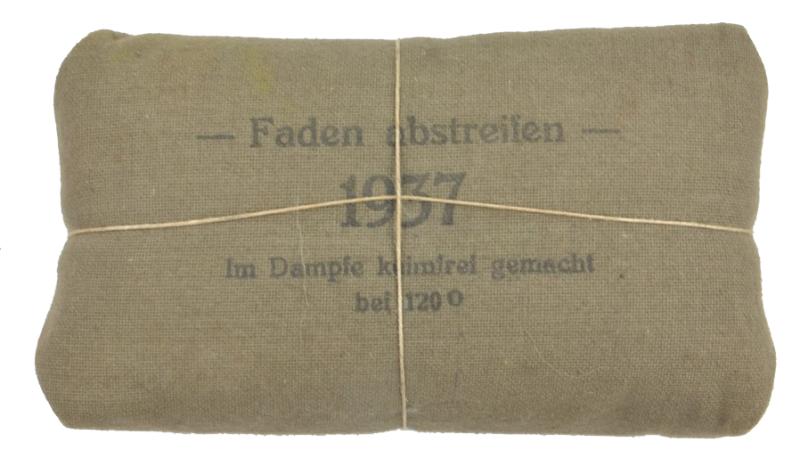 — Faden abstreifen —
1937
Im Dampfe keimfrei gemacht
bei 120°